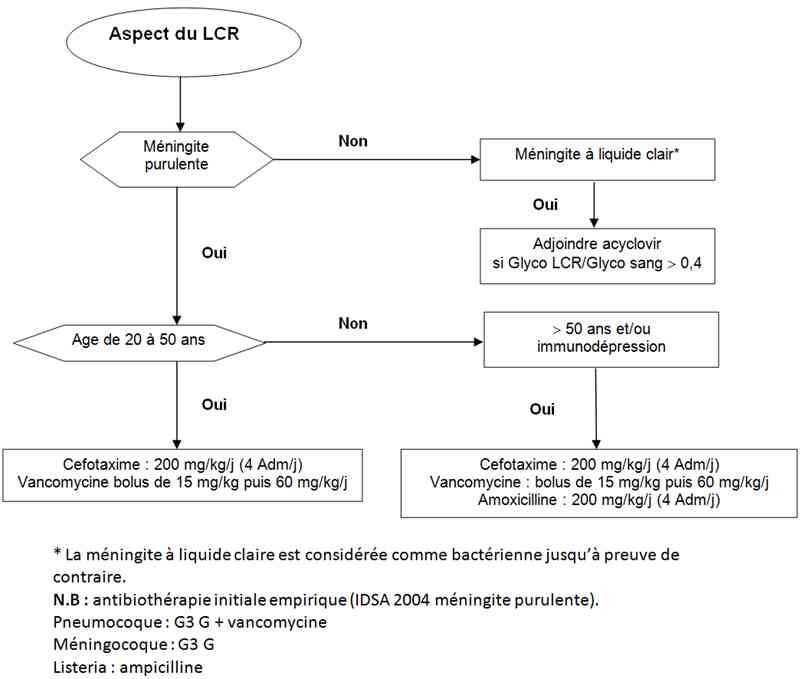 Aspect du LCR
Méningite
purulente
Non
Méningite à liquide clair*
Oui
Adjoindre acyclovir
si Glyco LCR/Glyco sang > 0,4
Oui
Age de 20 à 50 ans
Non
> 50 ans et/ou
immunodépression
Oui
Oui
Cefotaxime : 200 mg/kg/j (4 Adm/j)
Vancomycine bolus de 15 mg/kg puis 60 mg/kg/j
Cefotaxime : 200 mg/kg/j (4 Adm/j)
Vancomycine : bolus de 15 mg/kg puis 60 mg/kg/j
Amoxicilline : 200 mg/kg/j (4 Adm/j)
* La méningite à liquide claire est considérée comme bactérienne jusqu'à preuve de
contraire.
N.B : antibiothérapie initiale empirique (IDSA 2004 méningite purulente).
Pneumocoque : G3 G + vancomycine
Méningocoque : G3 G
Listeria : ampicilline